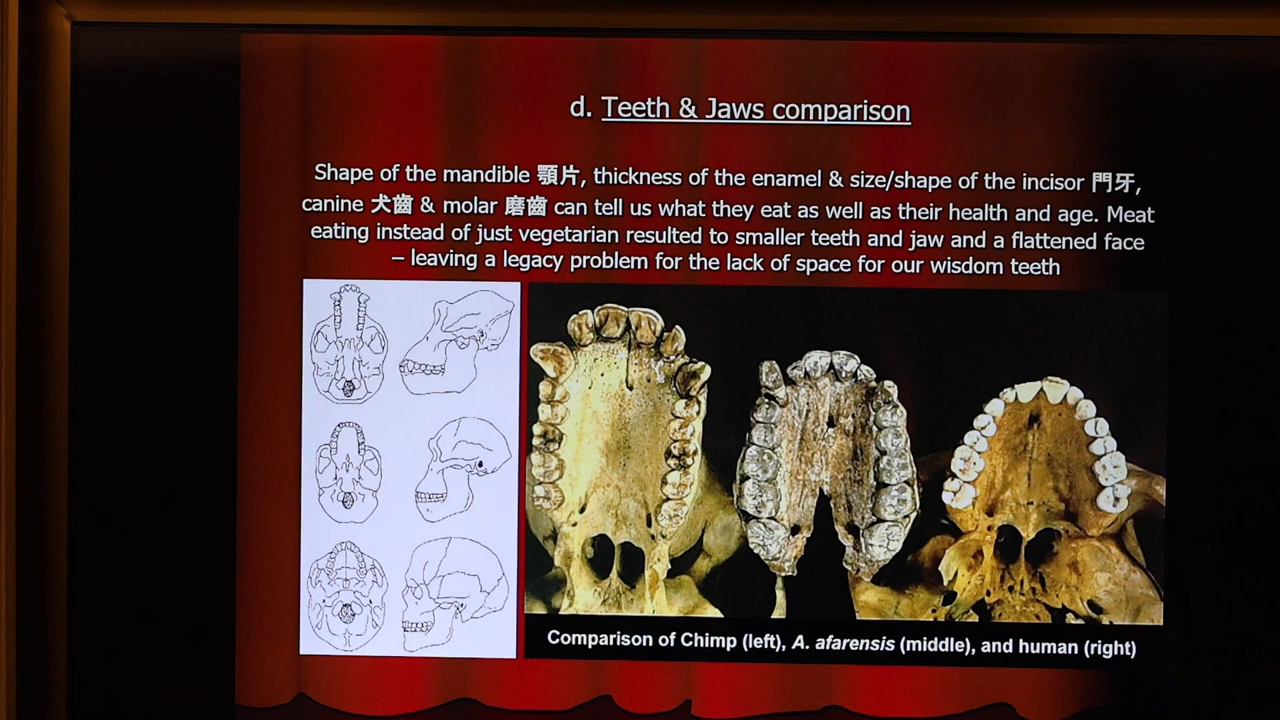 d. Teeth & Jaws comparison
Shape of the mandible 顎片, thickness of the enamel & size/shape of the incisor 門牙,
canine 犬齒 & molar 磨齒 can tell us what they eat as well as their health and age. Meat
eating instead of just vegetarian resulted to smaller teeth and jaw and a flattened face
– leaving a legacy problem for the lack of space for our wisdom teeth
Comparison of Chimp (left), A. afarensis (middle), and human (right)